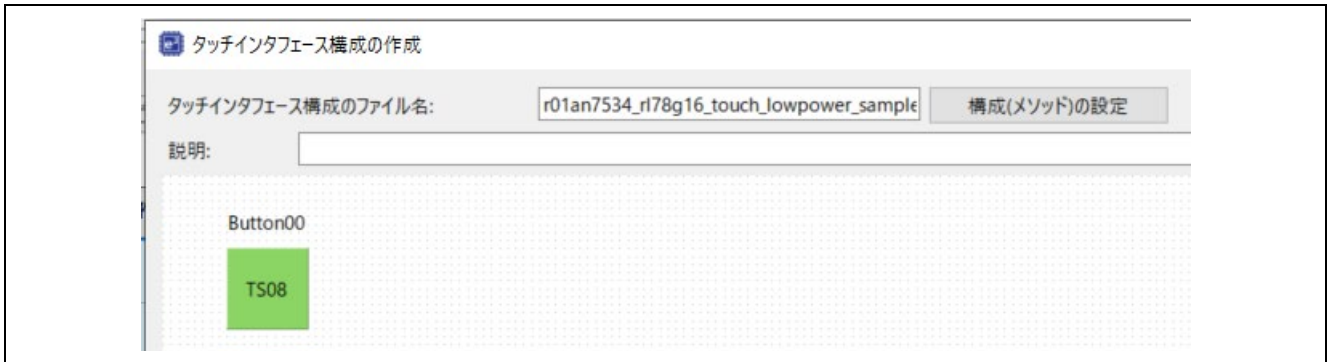 タッチインタフェース構成の作成
タッチインタフェース構成のファイル名: r01an7534_rl78g16_touch_lowpower_sample 構成(メソッド)の設定
説明:
Button00
TS08